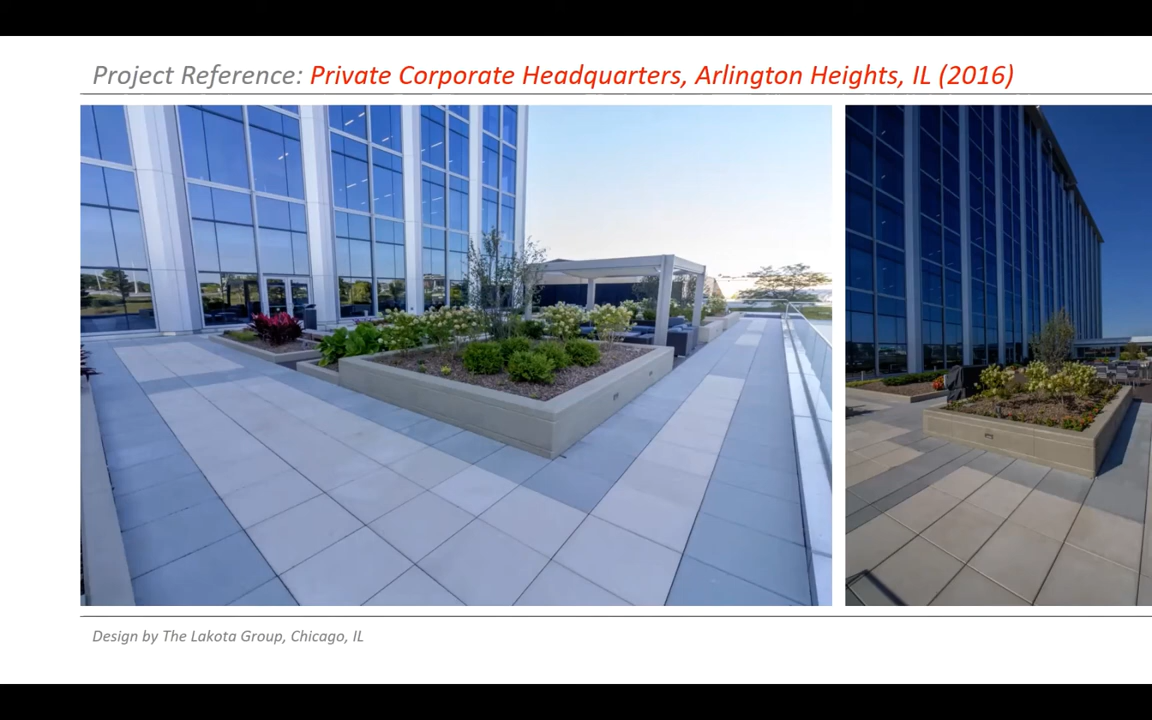 Project Reference: Private Corporate Headquarters, Arlington Heights, IL (2016)
Design by The Lakota Group, Chicago, IL